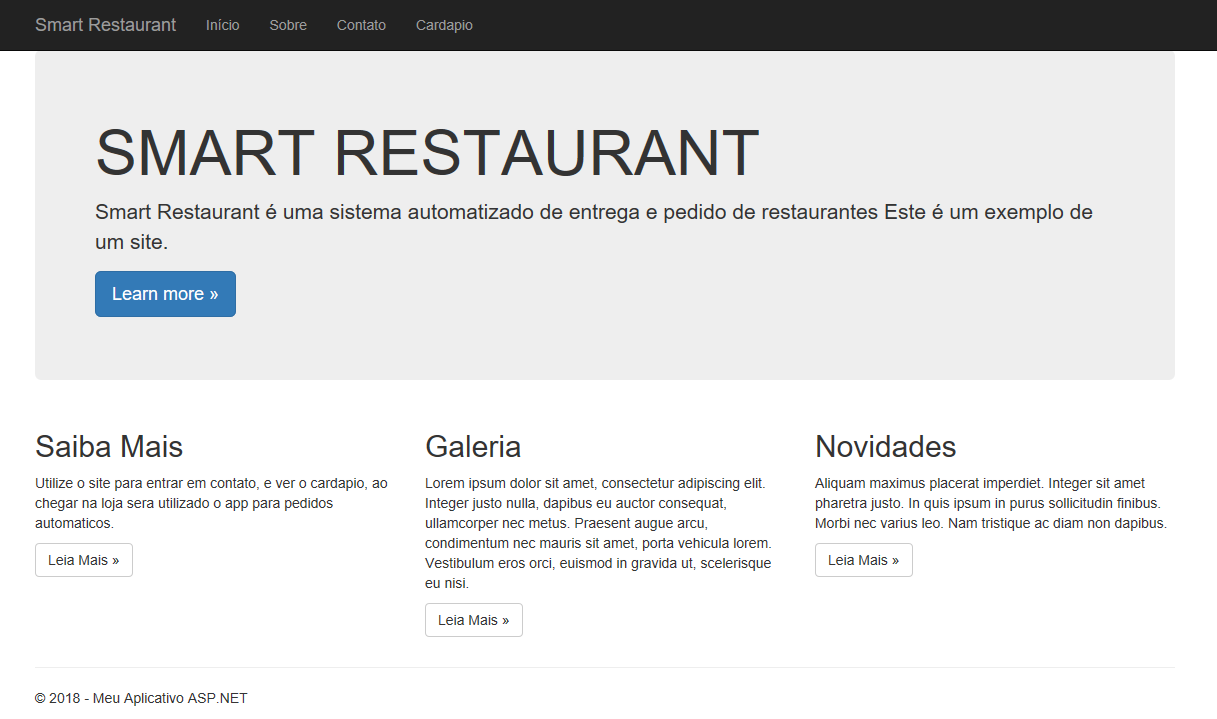 Smart Restaurant Início Sobre Contato Cardapio
SMART RESTAURANT
Smart Restaurant é uma sistema automatizado de entrega e pedido de restaurantes Este é um exemplo de
um site.
Learn more »
Saiba Mais
Utilize o site para entrar em contato, e ver o cardapio, ao
chegar na loja sera utilizado o app para pedidos
automaticos.
Leia Mais »
Galeria
Lorem ipsum dolor sit amet, consectetur adipiscing elit.
Integer justo nulla, dapibus eu auctor consequat,
ullamcorper nec metus. Praesent augue arcu,
condimentum nec mauris sit amet, porta vehicula lorem.
Vestibulum eros orci, euismod in gravida ut, scelerisque
eu nisi.
Leia Mais »
Novidades
Aliquam maximus placerat imperdiet. Integer sit amet
pharetra justo. In quis ipsum in purus sollicitudin finibus.
Morbi nec varius leo. Nam tristique ac diam non dapibus.
Leia Mais »
© 2018 - Meu Aplicativo ASP.NET